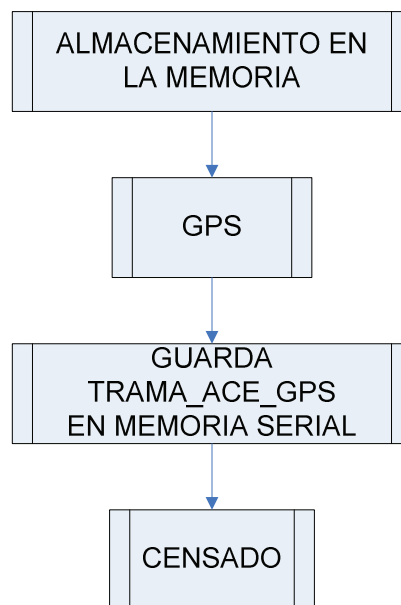 ALMACENAMIENTO EN
LA MEMORIA
GPS
GUARDA
TRAMA_ACE_GPS
EN MEMORIA SERIAL
CENSADO